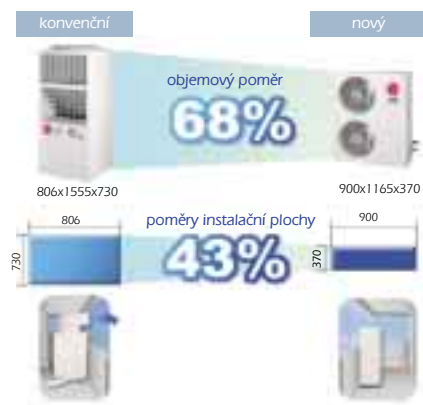 konvenční
nový
objemový poměr
68%
806x1555x730
900x1165x370
806
poměry instalační plochy
900
730
43%
370